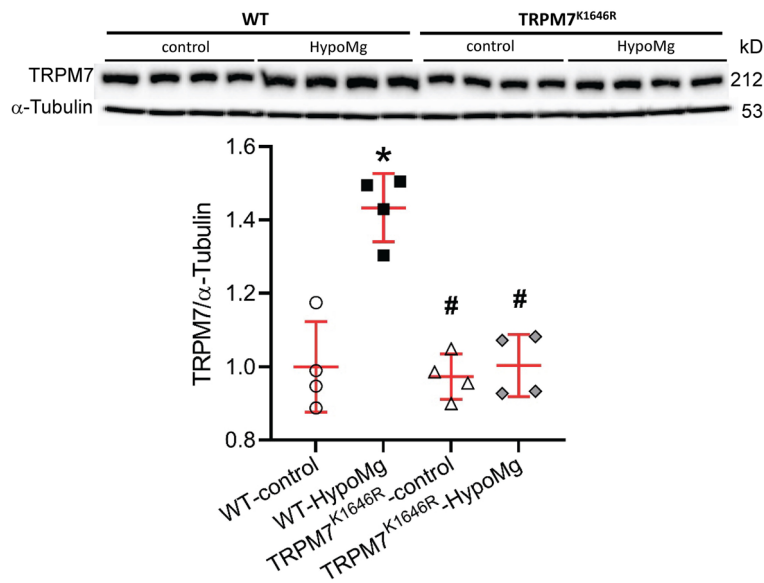 WT TRPM7K1646R
control HypoMg control HypoMg kD
TRPM7 212
α-Tubulin 53
1.6
*
1.4
1.2
# #
1.0
0.8
TRPM7/α-Tubulin
WT-control
WT-HypoMg
TRPM7K1646R-control
TRPM7K1646R-HypoMg